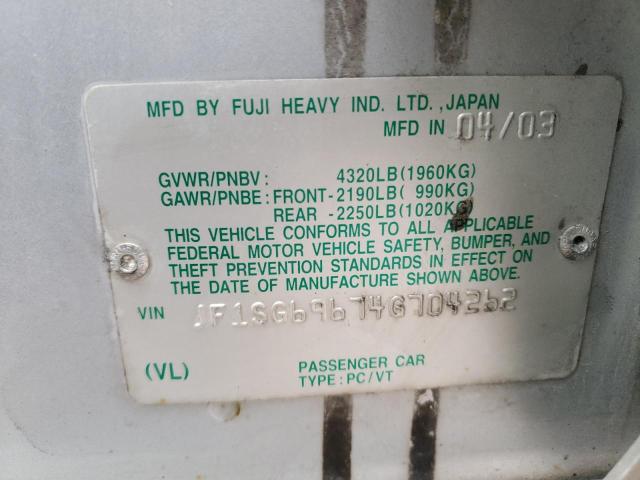 MFD BY FUJI HEAVY IND. LTD., JAPAN
MFD IN 04/03
GVWR/PNBV: 4320LB(1960KG)
GAWR/PNBE: FRONT-2190LB( 990KG)
REAR -2250LB(1020KG)
THIS VEHICLE CONFORMS TO ALL APPLICABLE
FEDERAL MOTOR VEHICLE SAFETY, BUMPER, AND
THEFT PREVENTION STANDARDS IN EFFECT ON
THE DATE OF MANUFACTURE SHOWN ABOVE.
VIN JF1SG69674G704262
(VL) PASSENGER CAR
TYPE: PC/VT